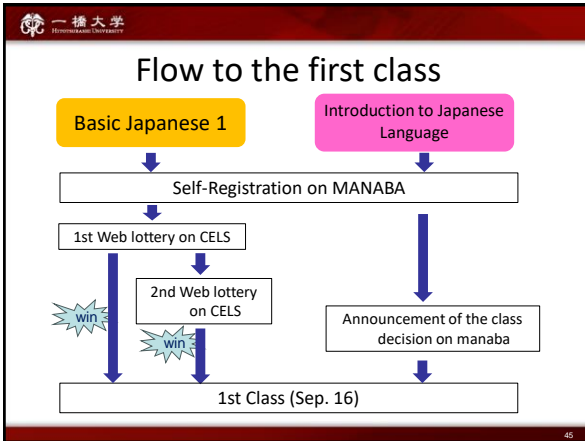 一橋大学
HITOTSUBASHI UNIVERSITY
Flow to the first class
Basic Japanese 1
Introduction to Japanese
Language
Self-Registration on MANABA
1st Web lottery on CELS
2nd Web lottery
on CELS
win
win
Announcement of the class
decision on manaba
1st Class (Sep. 16)
45